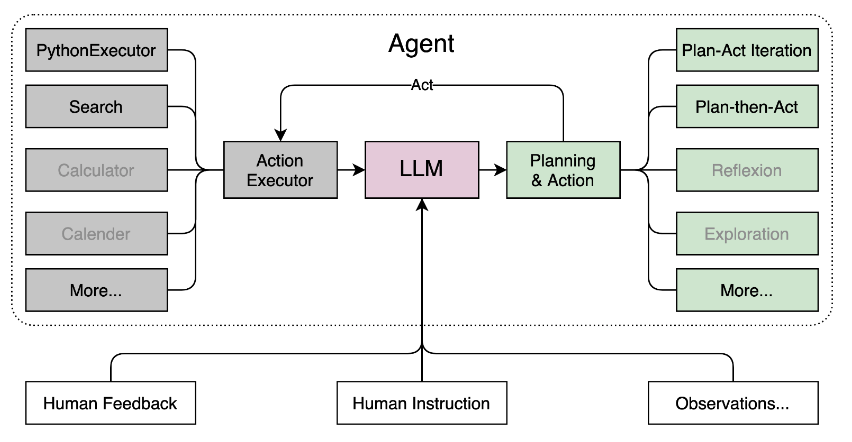 Agent
PythonExecutor
Search
Calculator
Calender
More...
Act
Action
Executor
LLM
Planning
& Action
Plan-Act Iteration
Plan-then-Act
Reflexion
Exploration
More...
Human Feedback
Human Instruction
Observations...